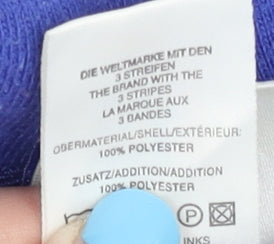 DIE WELTMARKE MIT DEN
3 STREIFEN
THE BRAND WITH THE
3 STRIPES
LA MARQUE AUX
3 BANDES
OBERMATERIAL/SHELL/EXTÉRIEUR:
100% POLYESTER
ZUSATZ/ADDITION/ADDITION
100% POLYESTER
P
INKS